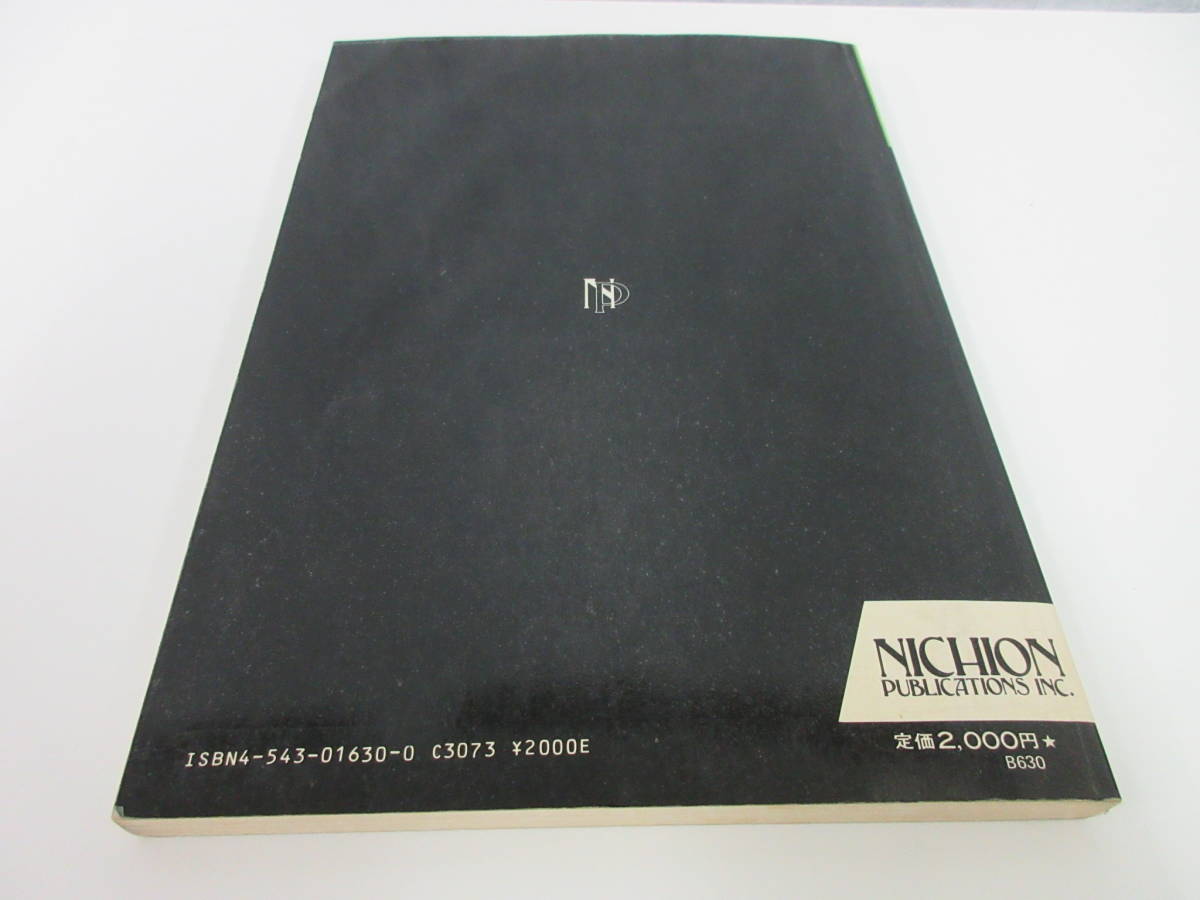 NP
NICHION
PUBLICATIONS INC.
ISBN4-543-01630-0 C3073 ¥2000E
定価2,000円★
B630